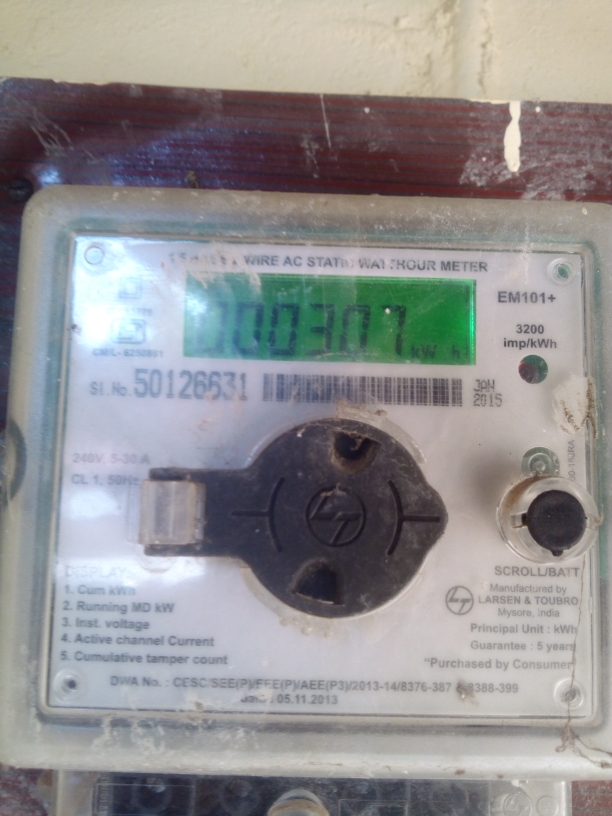 WIRE AC STATIC WATTHOUR METER
EM101+
000307
kW h
3200
imp/kWh
CM/L- 8250881
Sl.No. 50126631
JAN
2015
240V, 5-30 A
CL 1, 50Hz
DISPLAY
1. Cum kWh
2. Running MD kW
3. Inst. voltage
4. Active channel Current
5. Cumulative tamper count
SCROLL/BATT
Manufactured by
LARSEN & TOUBRO
Mysore, India
Principal Unit : kWh
Guarantee : 5 years
"Purchased by Consumer
DWA No. : CESC/SEE(P)/EEE(P)/AEE(P3)/2013-14/8376-387 & 8388-399
05.11.2013